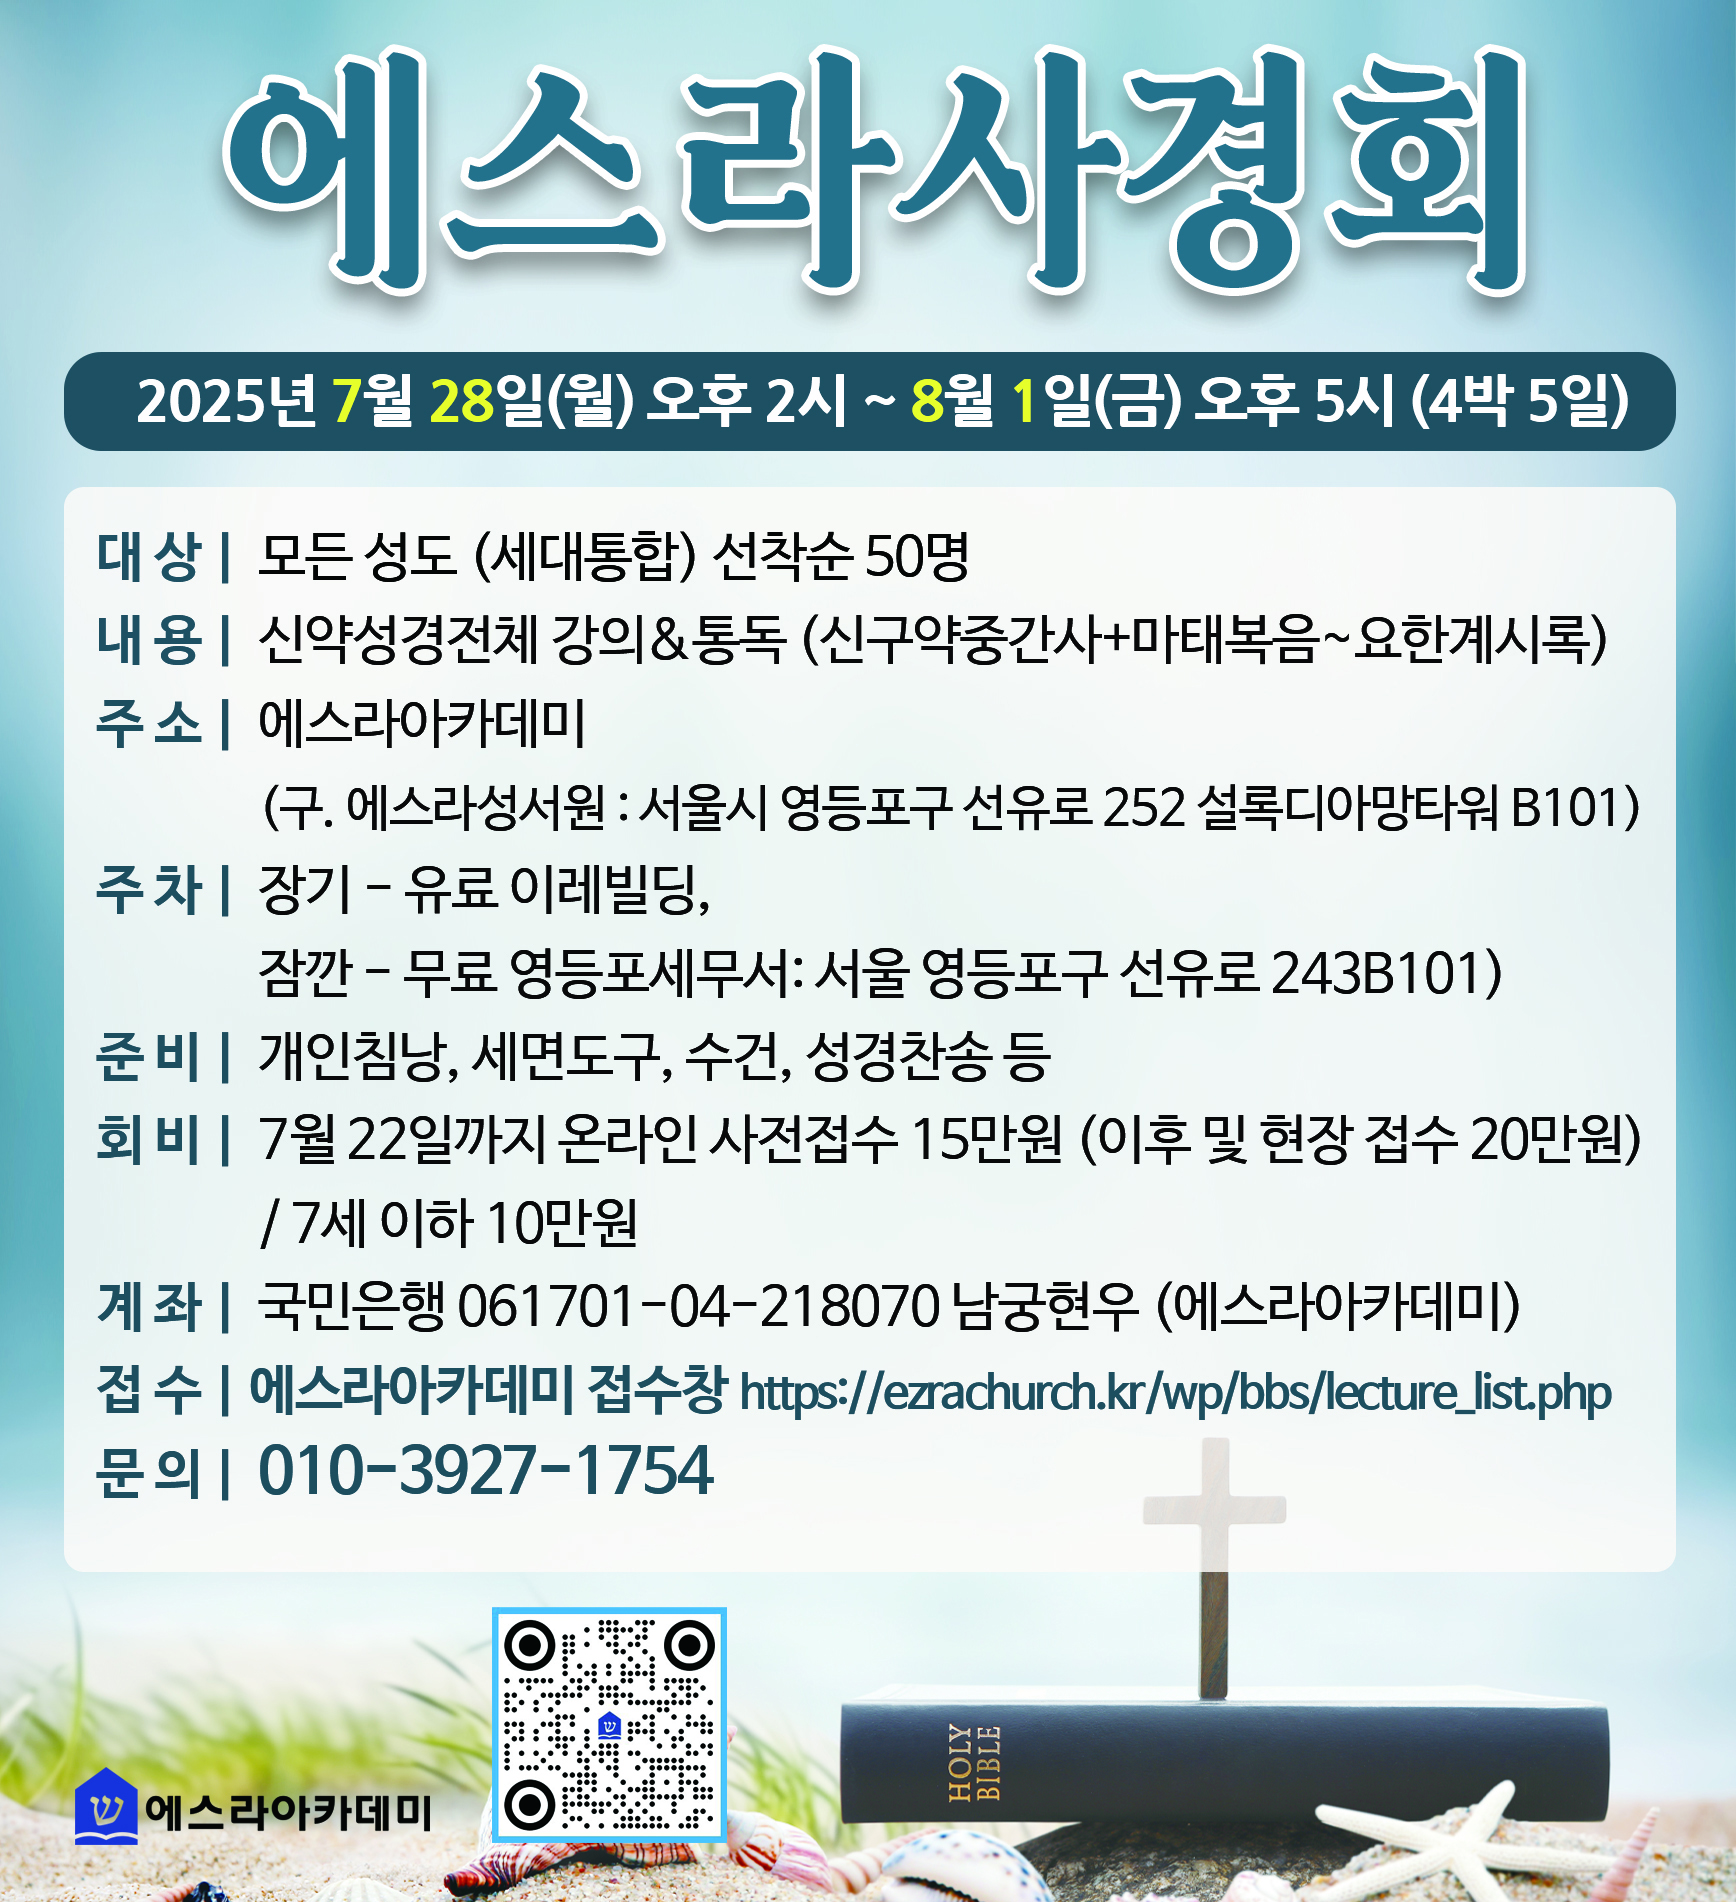 에스라사경회
2025년 7월 28일(월) 오후 2시 ~ 8월 1일(금) 오후 5시 (4박 5일)
대 상 | 모든 성도 (세대통합) 선착순 50명
내 용 | 신약성경전체 강의&통독 (신구약중간사+마태복음~요한계시록)
주 소 | 에스라아카데미
(구. 에스라성서원 : 서울시 영등포구 선유로 252 설록디아망타워 B101)
주 차 | 장기 - 유료 이레빌딩,
잠깐 - 무료 영등포세무서: 서울 영등포구 선유로 243B101)
준 비 | 개인침낭, 세면도구, 수건, 성경찬송 등
회 비 | 7월 22일까지 온라인 사전접수 15만원 (이후 및 현장 접수 20만원)
/ 7세 이하 10만원
계 좌 | 국민은행 061701-04-218070 남궁현우 (에스라아카데미)
접 수 | 에스라아카데미 접수창 https://ezrachurch.kr/wp/bbs/lecture_list.php
문 의 | 010-3927-1754
HOLY
BIBLE
ש
ש 에스라아카데미